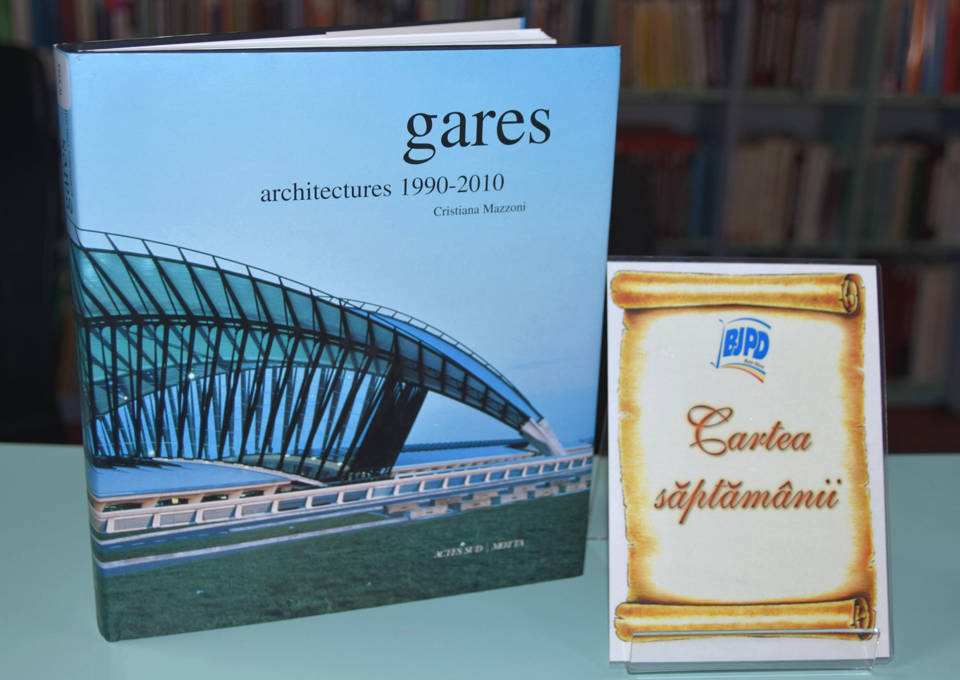 gares
architectures 1990-2010
Cristiana Mazzoni
ACTES SUD | MOTTA
BJPD
Cartea
săptămânii